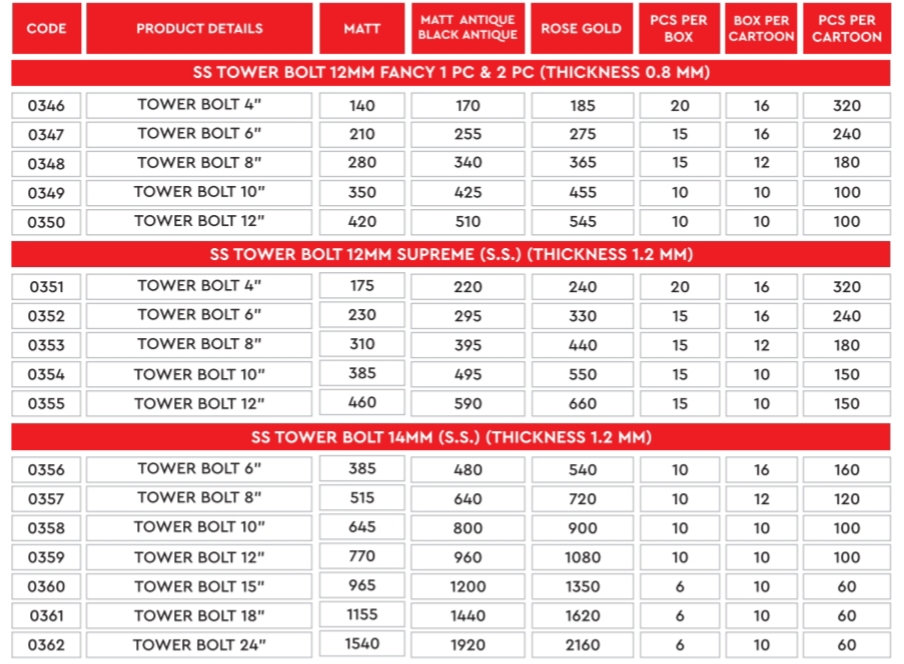 CODE PRODUCT DETAILS MATT MATT ANTIQUE BLACK ANTIQUE ROSE GOLD PCS PER BOX BOX PER CARTOON PCS PER CARTOON
SS TOWER BOLT 12MM FANCY 1 PC & 2 PC (THICKNESS 0.8 MM)
0346 TOWER BOLT 4" 140 170 185 20 16 320
0347 TOWER BOLT 6" 210 255 275 15 16 240
0348 TOWER BOLT 8" 280 340 365 15 12 180
0349 TOWER BOLT 10" 350 425 455 10 10 100
0350 TOWER BOLT 12" 420 510 545 10 10 100
SS TOWER BOLT 12MM SUPREME (S.S.) (THICKNESS 1.2 MM)
0351 TOWER BOLT 4" 175 220 240 20 16 320
0352 TOWER BOLT 6" 230 295 330 15 16 240
0353 TOWER BOLT 8" 310 395 440 15 12 180
0354 TOWER BOLT 10" 385 495 550 15 10 150
0355 TOWER BOLT 12" 460 590 660 15 10 150
SS TOWER BOLT 14MM (S.S.) (THICKNESS 1.2 MM)
0356 TOWER BOLT 6" 385 480 540 10 16 160
0357 TOWER BOLT 8" 515 640 720 10 12 120
0358 TOWER BOLT 10" 645 800 900 10 10 100
0359 TOWER BOLT 12" 770 960 1080 10 10 100
0360 TOWER BOLT 15" 965 1200 1350 6 10 60
0361 TOWER BOLT 18" 1155 1440 1620 6 10 60
0362 TOWER BOLT 24" 1540 1920 2160 6 10 60